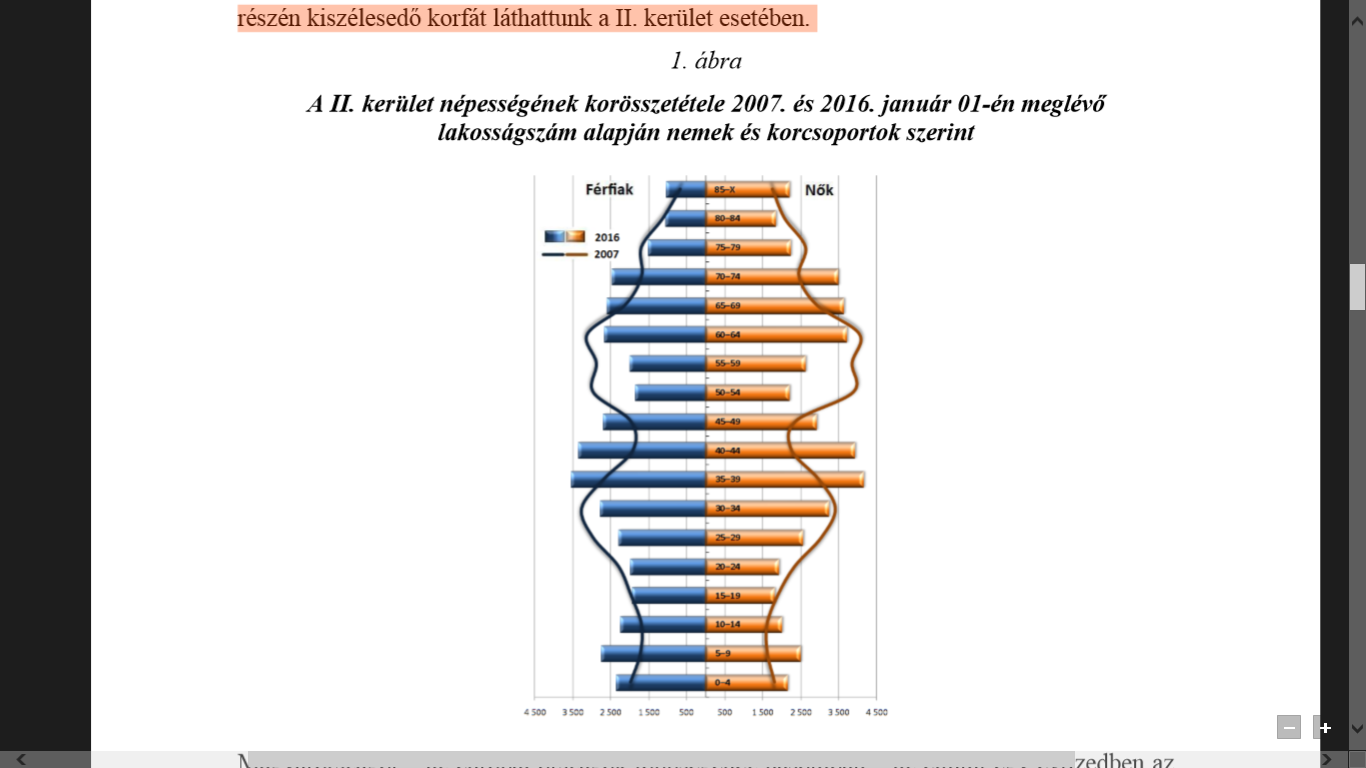 részén kiszélesedő korfát láthattunk a II. kerület esetében.
1. ábra
A II. kerület népességének korösszetétele 2007. és 2016. január 01-én meglévő
lakosságszám alapján nemek és korcsoportok szerint
Férfiak
Nők
2016
2007
85-X
80-84
75-79
70-74
65-69
60-64
55-59
50-54
45-49
40-44
35-39
30-34
25-29
20-24
15-19
10-14
5-9
0-4
4 500 3 500 2 500 1 500 500 500 1 500 2 500 3 500 4 500